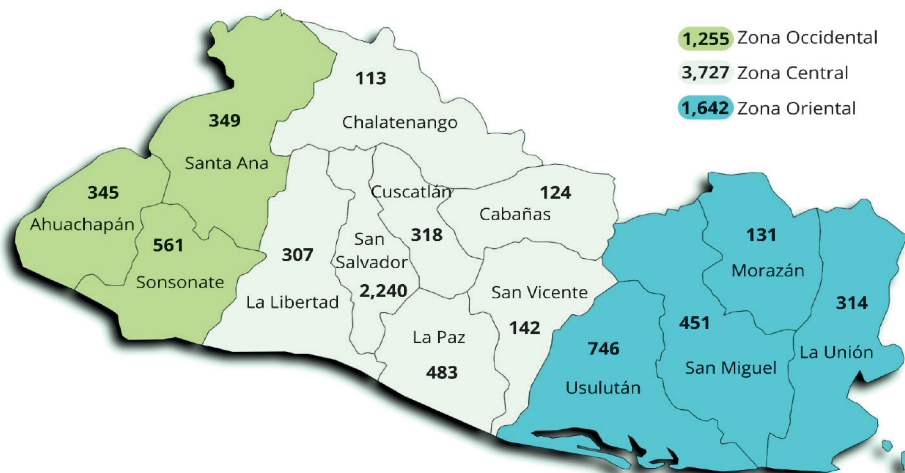 1,255 Zona Occidental
3,727 Zona Central
1,642 Zona Oriental
113
Chalatenango
349
Santa Ana
345
Ahuachapán
561
Sonsonate
307
La Libertad
San
Salvador
2,240
Cuscatlán
318
124
Cabañas
San Vicente
142
La Paz
483
746
Usulután
451
San Miguel
131
Morazán
314
La Unión